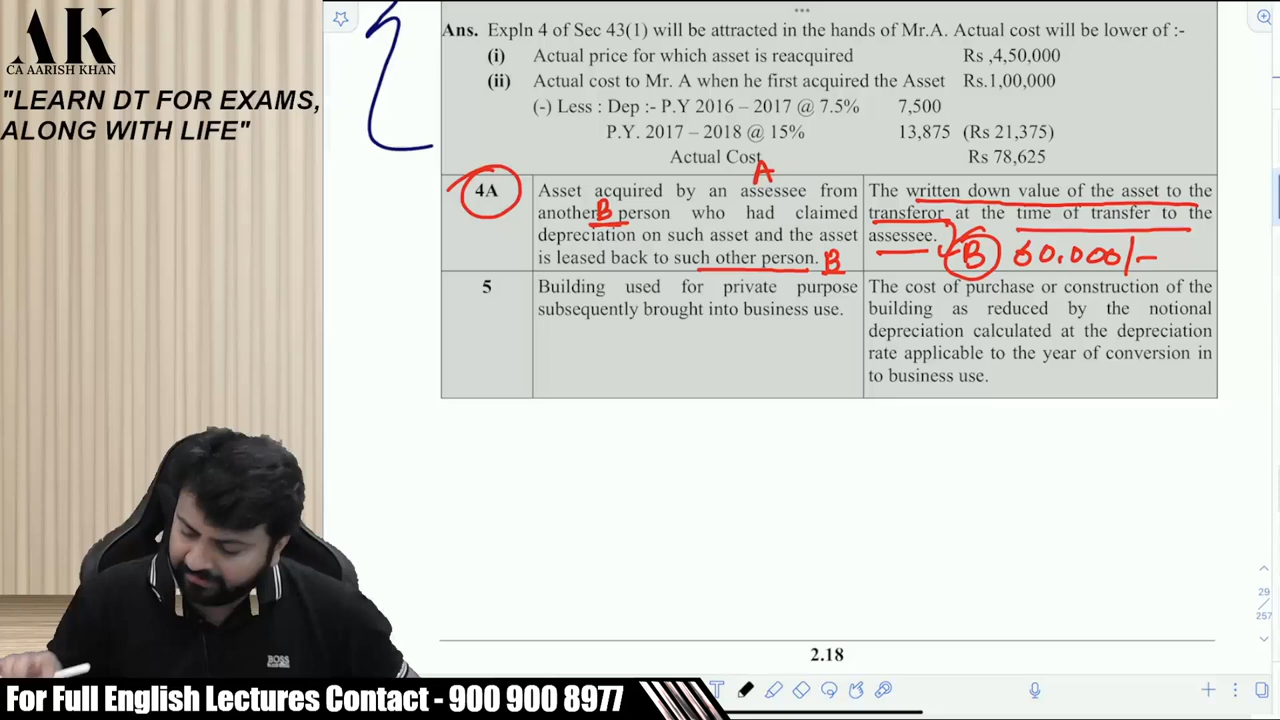 AK
CA AARISH KHAN
"LEARN DT FOR EXAMS,
ALONG WITH LIFE"
Ans. Expln 4 of Sec 43(1) will be attracted in the hands of Mr.A. Actual cost will be lower of :-
(i) Actual price for which asset is reacquired Rs ,4,50,000
(ii) Actual cost to Mr. A when he first acquired the Asset Rs.1,00,000
(-) Less : Dep :- P.Y 2016 – 2017 @ 7.5% 7,500
P.Y. 2017 – 2018 @ 15% 13,875 (Rs 21,375)
Actual Cost Rs 78,625
A
4A
Asset acquired by an assessee from
another B person who had claimed
depreciation on such asset and the asset
is leased back to such other person. B
The written down value of the asset to the
transferor at the time of transfer to the
assessee. B 60,000/-
5
Building used for private purpose
subsequently brought into business use.
The cost of purchase or construction of the
building as reduced by the notional
depreciation calculated at the depreciation
rate applicable to the year of conversion in
to business use.
29
257
2.18
BOSS
For Full English Lectures Contact - 900 900 8977